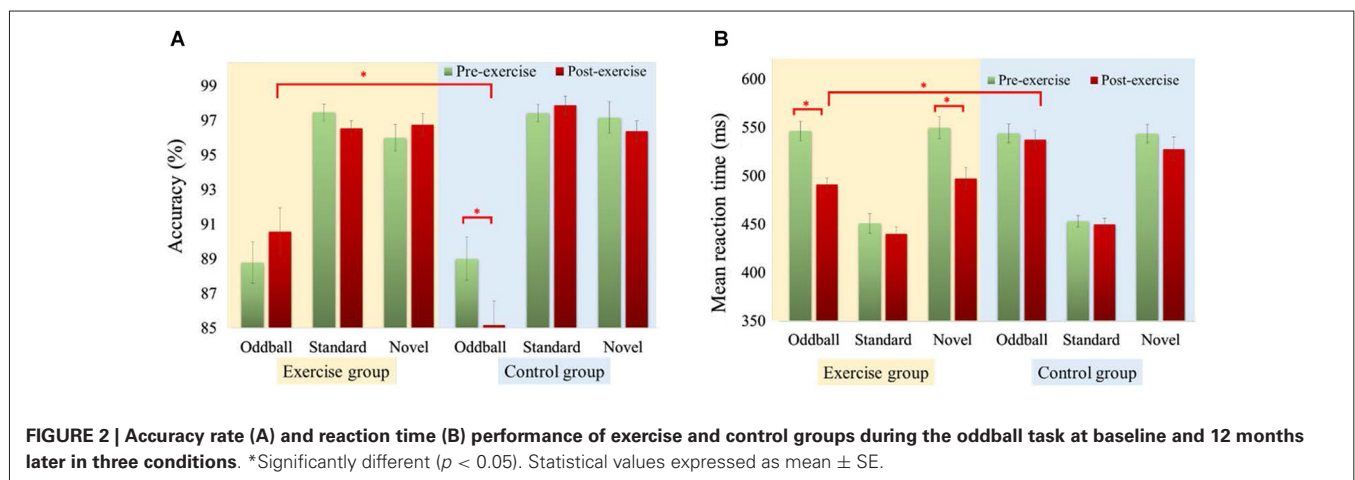 A
B
Pre-exercise Post-exercise
Pre-exercise Post-exercise
Accuracy (%)
99
97
95
93
91
89
87
85
* * 
Oddball Standard Novel Oddball Standard Novel
Exercise group Control group
Mean reaction time (ms)
600
550
500
450
400
350
* * *
Oddball Standard Novel Oddball Standard Novel
Exercise group Control group
FIGURE 2 | Accuracy rate (A) and reaction time (B) performance of exercise and control groups during the oddball task at baseline and 12 months
later in three conditions. *Significantly different (p < 0.05). Statistical values expressed as mean ± SE.